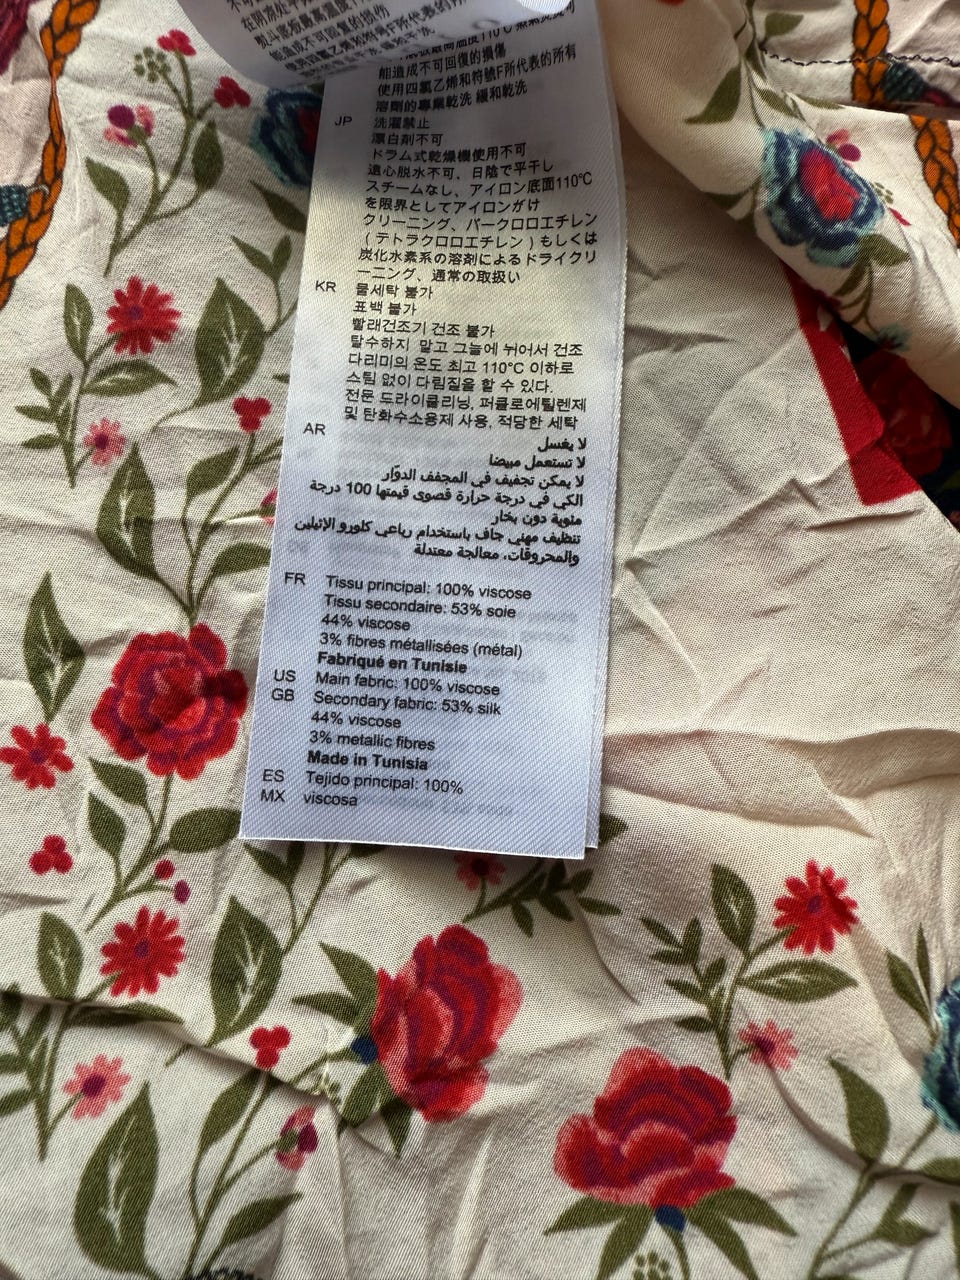 能造成不可回復的損傷
使用四氯乙烯和符號F所代表的所有
溶劑的專業乾洗 緩和乾洗
JP 洗濯禁止
漂白剤不可
ドラム式乾燥機使用不可
遠心脱水不可、日陰で平干し
スチームなし、アイロン底面110℃
を限界としてアイロンがけ
クリーニング、パークロロエチレン
(テトラクロロエチレン)もしくは
炭化水素系の溶剤によるドライクリ
ーニング、通常の取扱い
KR 물세탁 불가
표백 불가
빨래건조기 건조 불가
탈수하지 말고 그늘에 뉘어서 건조
다리미의 온도 최고 110°C 이하로
스팀 없이 다림질을 할 수 있다.
전문 드라이클리닝, 퍼클로에틸렌제
및 탄화수소용제 사용, 적당한 세탁
AR لا يغسل
لا تستعمل مبيضا
لا يمكن تجفيف في المجفف الدوّار
الكي في درجة حرارة قصوى قيمتها 100 درجة
مئوية دون بخار
تنظيف مهني جاف باستخدام رباعي كلورو الإثيلين
والمحروقات، معالجة معتدلة
FR Tissu principal: 100% viscose
Tissu secondaire: 53% soie
44% viscose
3% fibres métallisées (métal)
Fabriqué en Tunisie
US Main fabric: 100% viscose
GB Secondary fabric: 53% silk
44% viscose
3% metallic fibres
Made in Tunisia
ES Tejido principal: 100%
MX viscosa